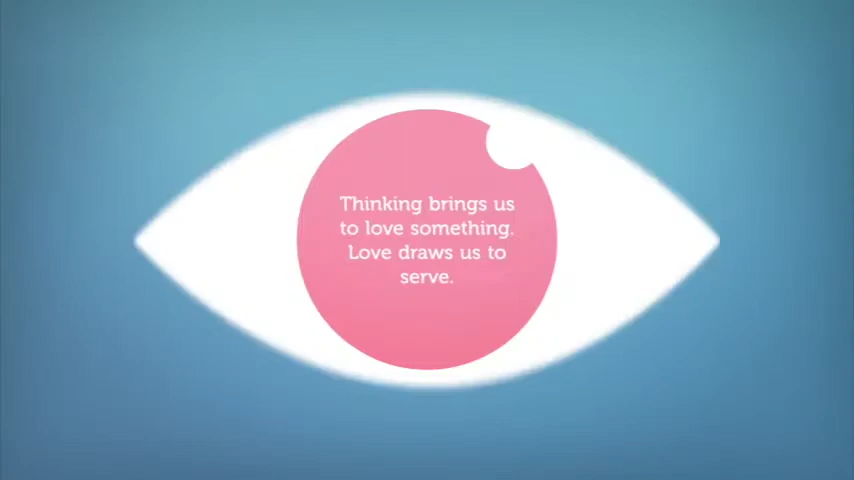 Thinking brings us
to love something.
Love draws us to
serve.